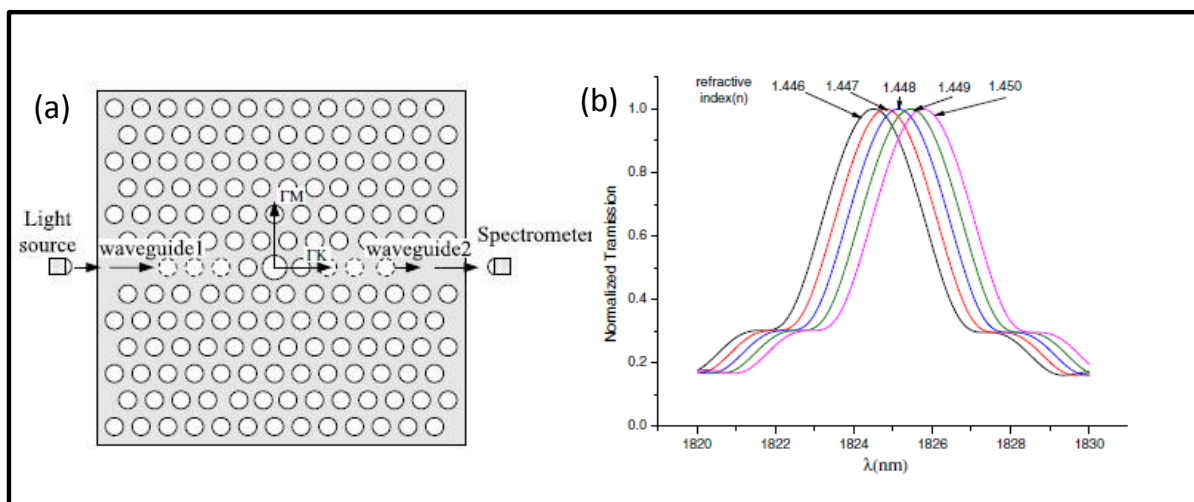 (a)
ΓM
Light
source
waveguide1
ΓK
waveguide2
Spectrometer
(b)
refractive
index(n)
1.446
1.447
1.448
1.449
1.450
Normalized Tramission
1.0
0.8
0.6
0.4
0.2
0.0
1820 1822 1824 1826 1828 1830
λ(nm)